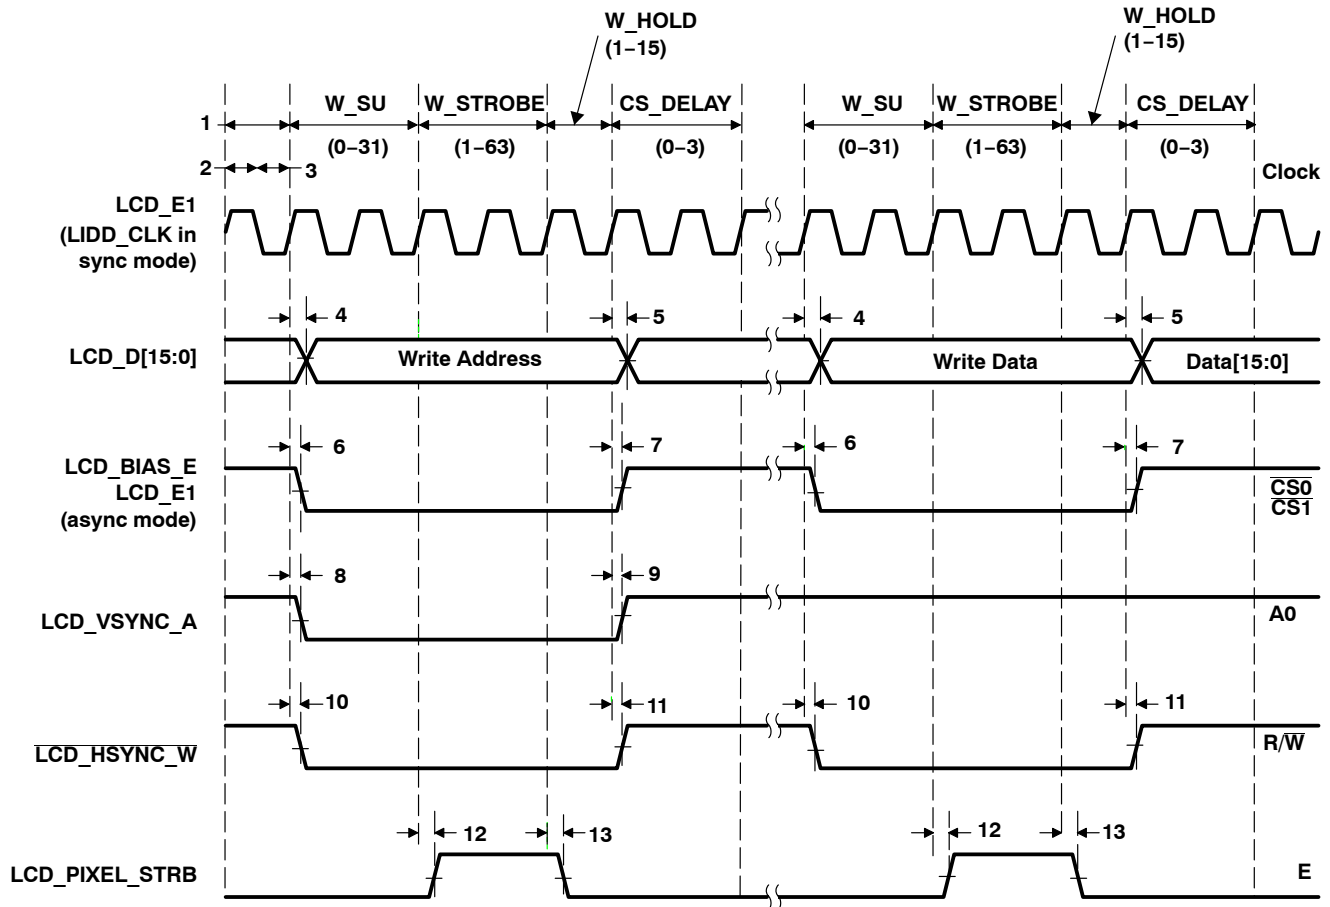 W_HOLD
(1–15)
W_HOLD
(1–15)
W_SU
W_STROBE
CS_DELAY
W_SU
W_STROBE
CS_DELAY
1
(0–31)
(1–63)
(0–3)
(0–31)
(1–63)
(0–3)
2
3
Clock
LCD_E1
(LIDD_CLK in
sync mode)
4
5
4
5
LCD_D[15:0]
Write Address
Write Data
Data[15:0]
6
7
6
7
LCD_BIAS_E
LCD_E1
(async mode)
CS0
CS1
8
9
LCD_VSYNC_A
A0
10
11
10
11
LCD_HSYNC_W
R/W
12
13
12
13
LCD_PIXEL_STRB
E